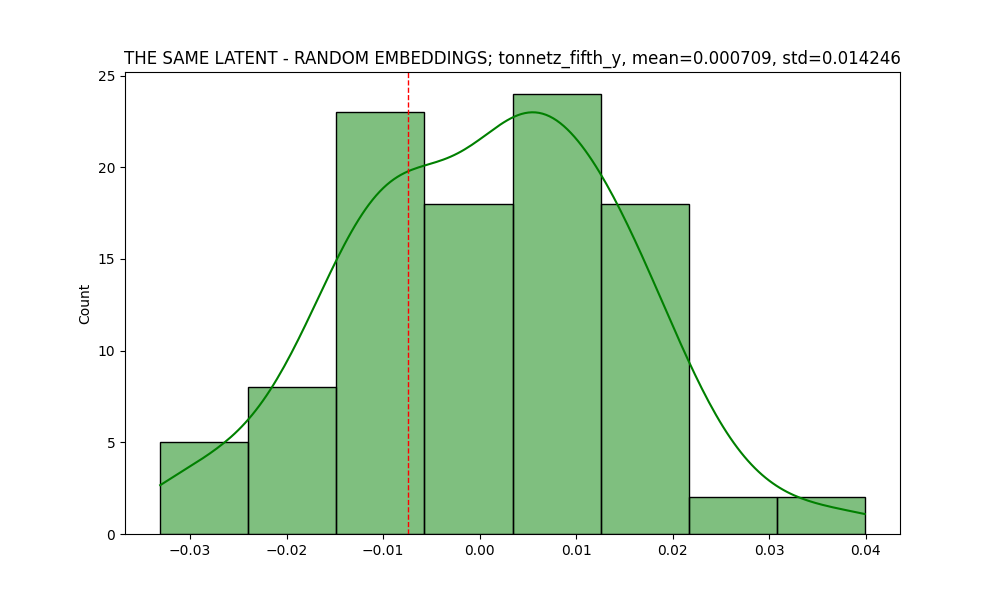 THE SAME LATENT - RANDOM EMBEDDINGS; tonnetz_fifth_y, mean=0.000709, std=0.014246
25
20
15
10
5
0
Count
−0.03 −0.02 −0.01 0.00 0.01 0.02 0.03 0.04